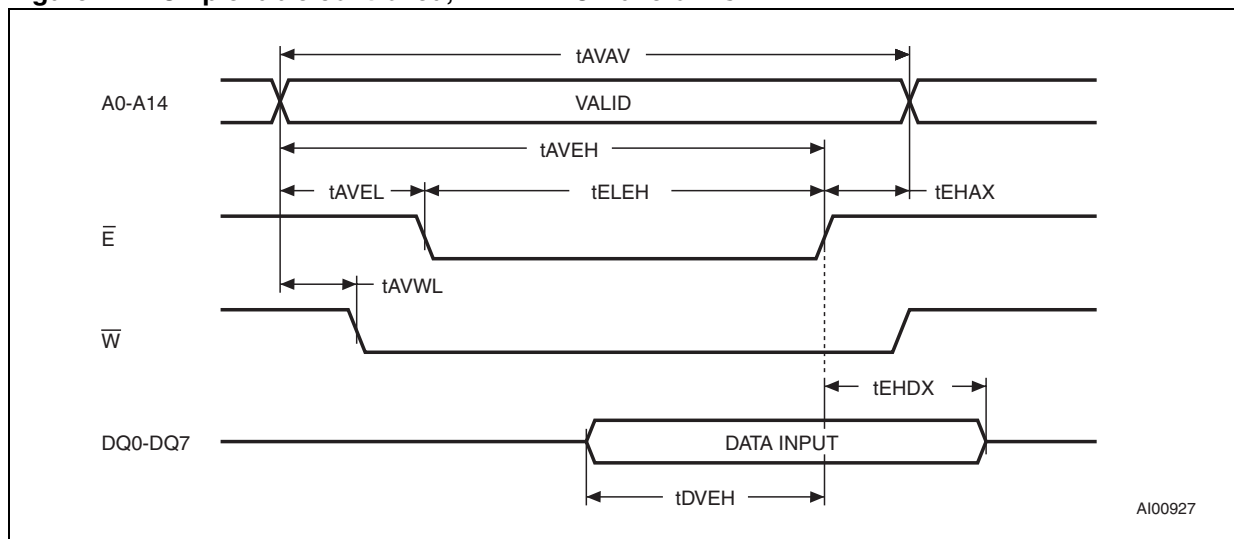 tAVAV
A0-A14
VALID
tAVEH
tAVEL
tELEH
tEHAX
E̅
tAVWL
W̅
tEHDX
DQ0-DQ7
DATA INPUT
tDVEH
AI00927